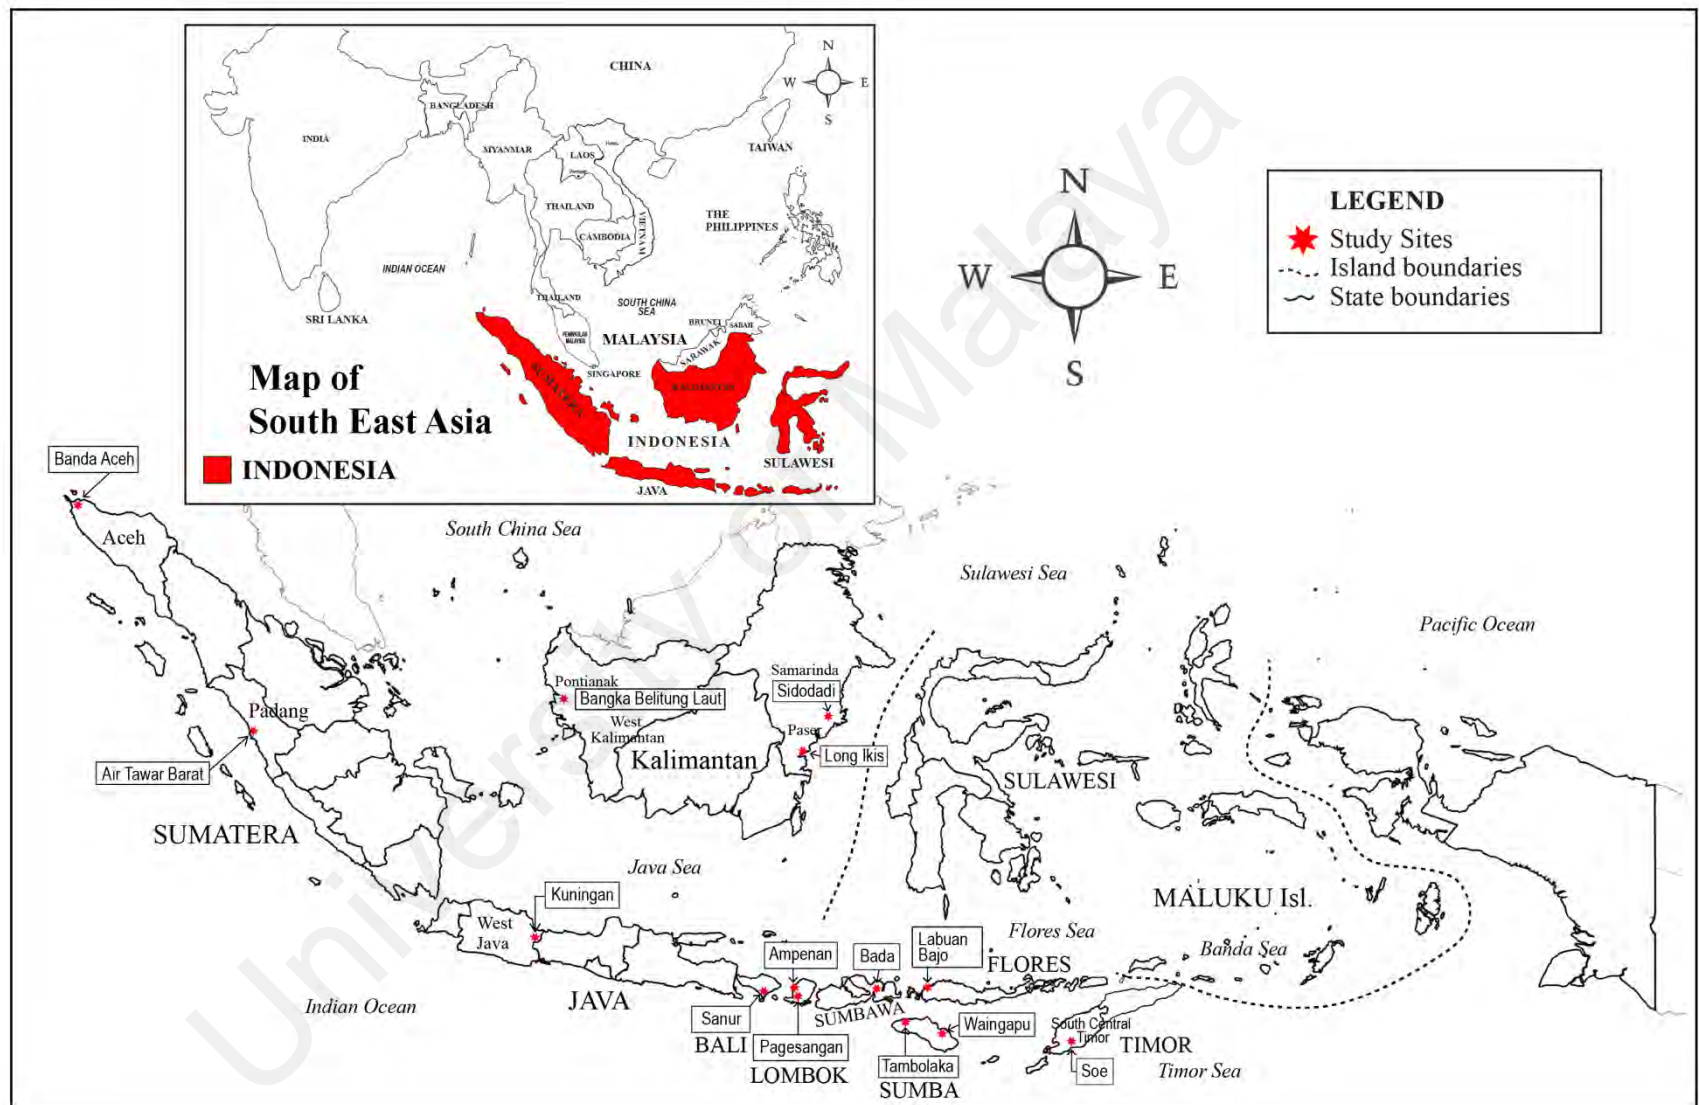 CHINA
N
W
E
S
BANGLADESH
INDIA
MYANMAR
LAOS
TAIWAN
THAILAND
VIETNAM
CAMBODIA
THE
PHILIPPINES
INDIAN OCEAN
THAILAND
SOUTH CHINA
SEA
SRI LANKA
PENINSULAR
MALAYSIA
MALAYSIA
BRUNEI
SABAH
SARAWAK
SINGAPORE
SUMATERA
KALIMANTAN
Map of
South East Asia
INDONESIA
SULAWESI
INDONESIA
JAVA
N
W
E
S
LEGEND
Study Sites
Island boundaries
State boundaries
Banda Aceh
Aceh
South China Sea
Sulawesi Sea
Pacific Ocean
Samarinda
Sidodadi
Pontianak
Bangka Belitung Laut
Padang
West
Kalimantan
Paser
Long Ikis
Kalimantan
Air Tawar Barat
SULAWESI
SUMATERA
Java Sea
MALUKU Isl.
Kuningan
West
Java
Flores Sea
Banda Sea
Ampenan
Bada
Labuan
Bajo
FLORES
Indian Ocean
JAVA
Sanur
SUMBAWA
Waingapu
South Central
Timor
BALI
Pagesangan
TIMOR
LOMBOK
Tambolaka
Soe
Timor Sea
SUMBA
University of Malaya